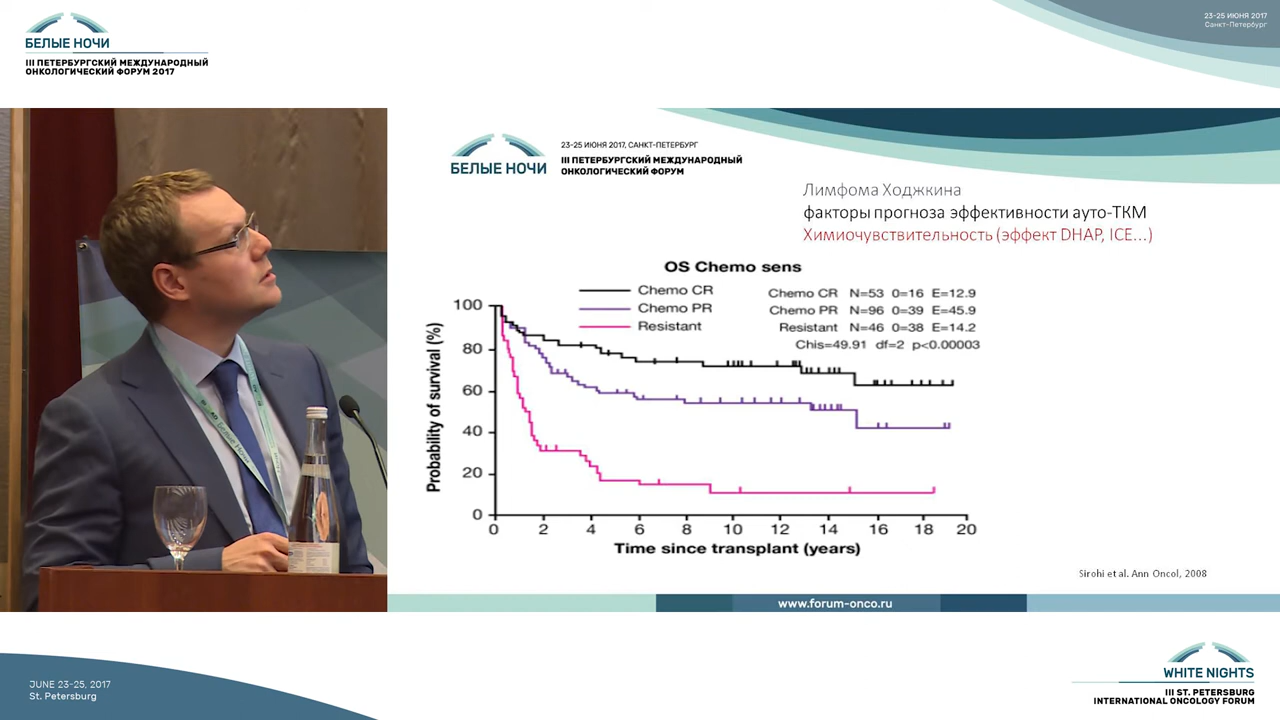 БЕЛЫЕ НОЧИ
III ПЕТЕРБУРГСКИЙ МЕЖДУНАРОДНЫЙ
ОНКОЛОГИЧЕСКИЙ ФОРУМ 2017
23-25 ИЮНЯ 2017
Санкт-Петербург
БЕЛЫЕ НОЧИ
23-25 ИЮНЯ 2017, САНКТ-ПЕТЕРБУРГ
III ПЕТЕРБУРГСКИЙ МЕЖДУНАРОДНЫЙ
ОНКОЛОГИЧЕСКИЙ ФОРУМ
Лимфома Ходжкина
факторы прогноза эффективности ауто-ТКМ
Химиочувствительность (эффект DHAP, ICE...)
OS Chemo sens
Chemo CR
Chemo PR
Resistant
Chemo CR N=53 0=16 E=12.9
Chemo PR N=96 0=39 E=45.9
Resistant N=46 0=38 E=14.2
Chis=49.91 df=2 p<0.00003
Probability of survival (%)
100
80
60
40
20
0
0 2 4 6 8 10 12 14 16 18 20
Time since transplant (years)
Sirohi et al. Ann Oncol, 2008
www.forum-onco.ru
JUNE 23-25, 2017
St. Petersburg
WHITE NIGHTS
III ST. PETERSBURG
INTERNATIONAL ONCOLOGY FORUM